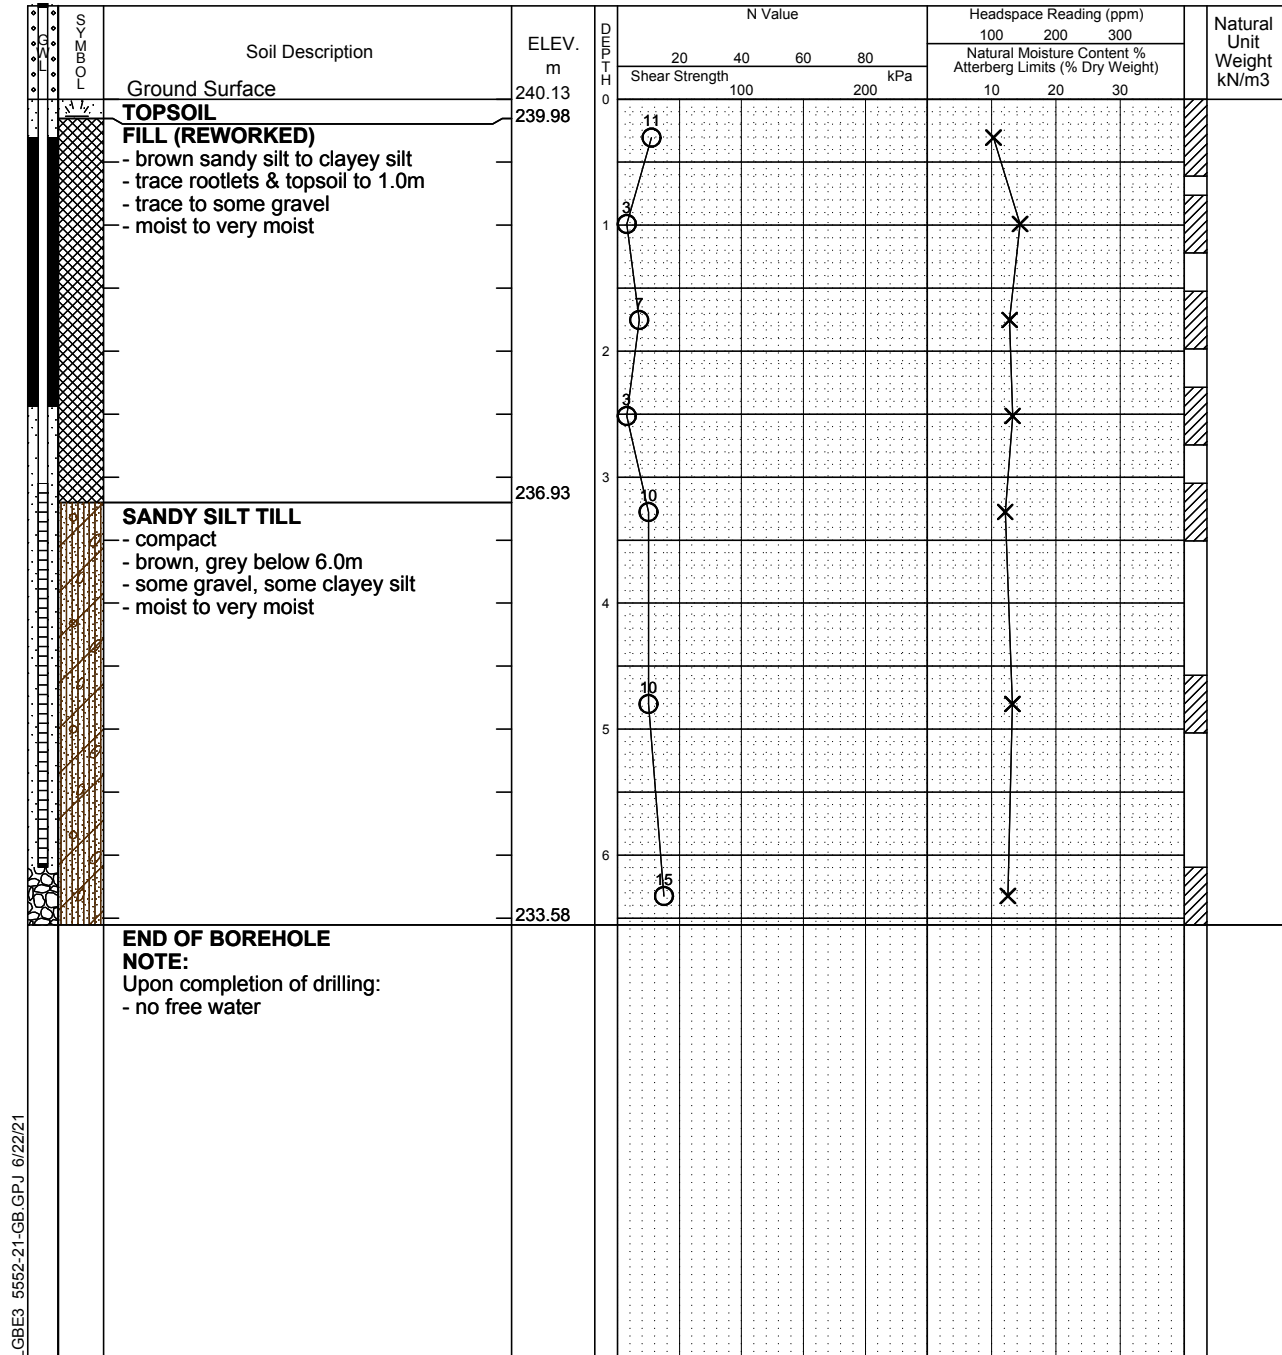 GWL
SYMBOL
Soil Description
Ground Surface
ELEV.
m
240.13
DEPTH
0
N Value
20 40 60 80
Shear Strength kPa
100 200
Headspace Reading (ppm)
100 200 300
Natural Moisture Content %
Atterberg Limits (% Dry Weight)
10 20 30
Natural
Unit
Weight
kN/m3
TOPSOIL
239.98
FILL (REWORKED)
- brown sandy silt to clayey silt
- trace rootlets & topsoil to 1.0m
- trace to some gravel
- moist to very moist
11
3
1
7
2
3
3
236.93
10
SANDY SILT TILL
- compact
- brown, grey below 6.0m
- some gravel, some clayey silt
- moist to very moist
4
10
5
6
15
233.58
END OF BOREHOLE
NOTE:
Upon completion of drilling:
- no free water
LGBE3 5552-21-GB.GPJ 6/22/21